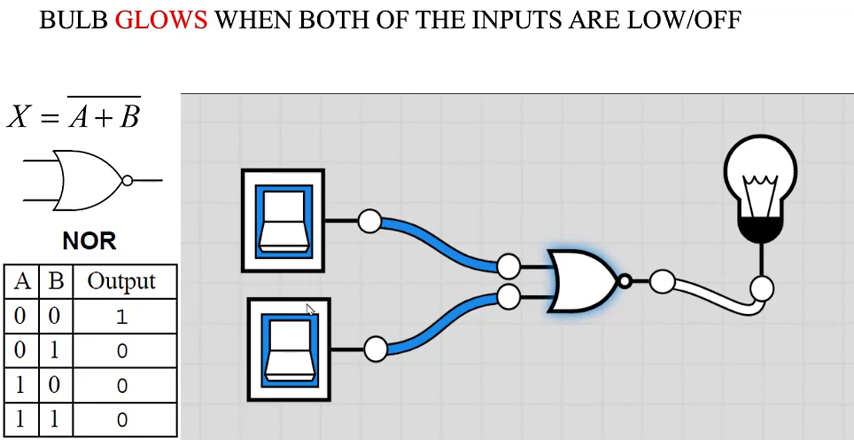 BULB GLOWS WHEN BOTH OF THE INPUTS ARE LOW/OFF
X = \overline{A + B}
NOR
A B Output
0 0 1
0 1 0
1 0 0
1 1 0